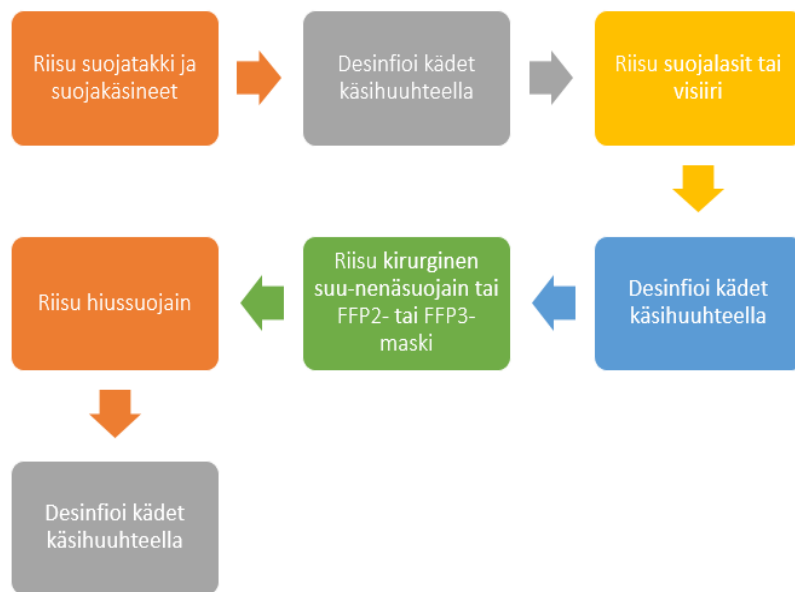 Riisu suojatakki ja
suojakäsineet
Desinfioi kädet
käsihuuhteella
Riisu suojalasit tai
visiiri
Desinfioi kädet
käsihuuhteella
Riisu kirurginen
suu-nenäsuojain tai
FFP2- tai FFP3-
maski
Riisu hiussuojain
Desinfioi kädet
käsihuuhteella